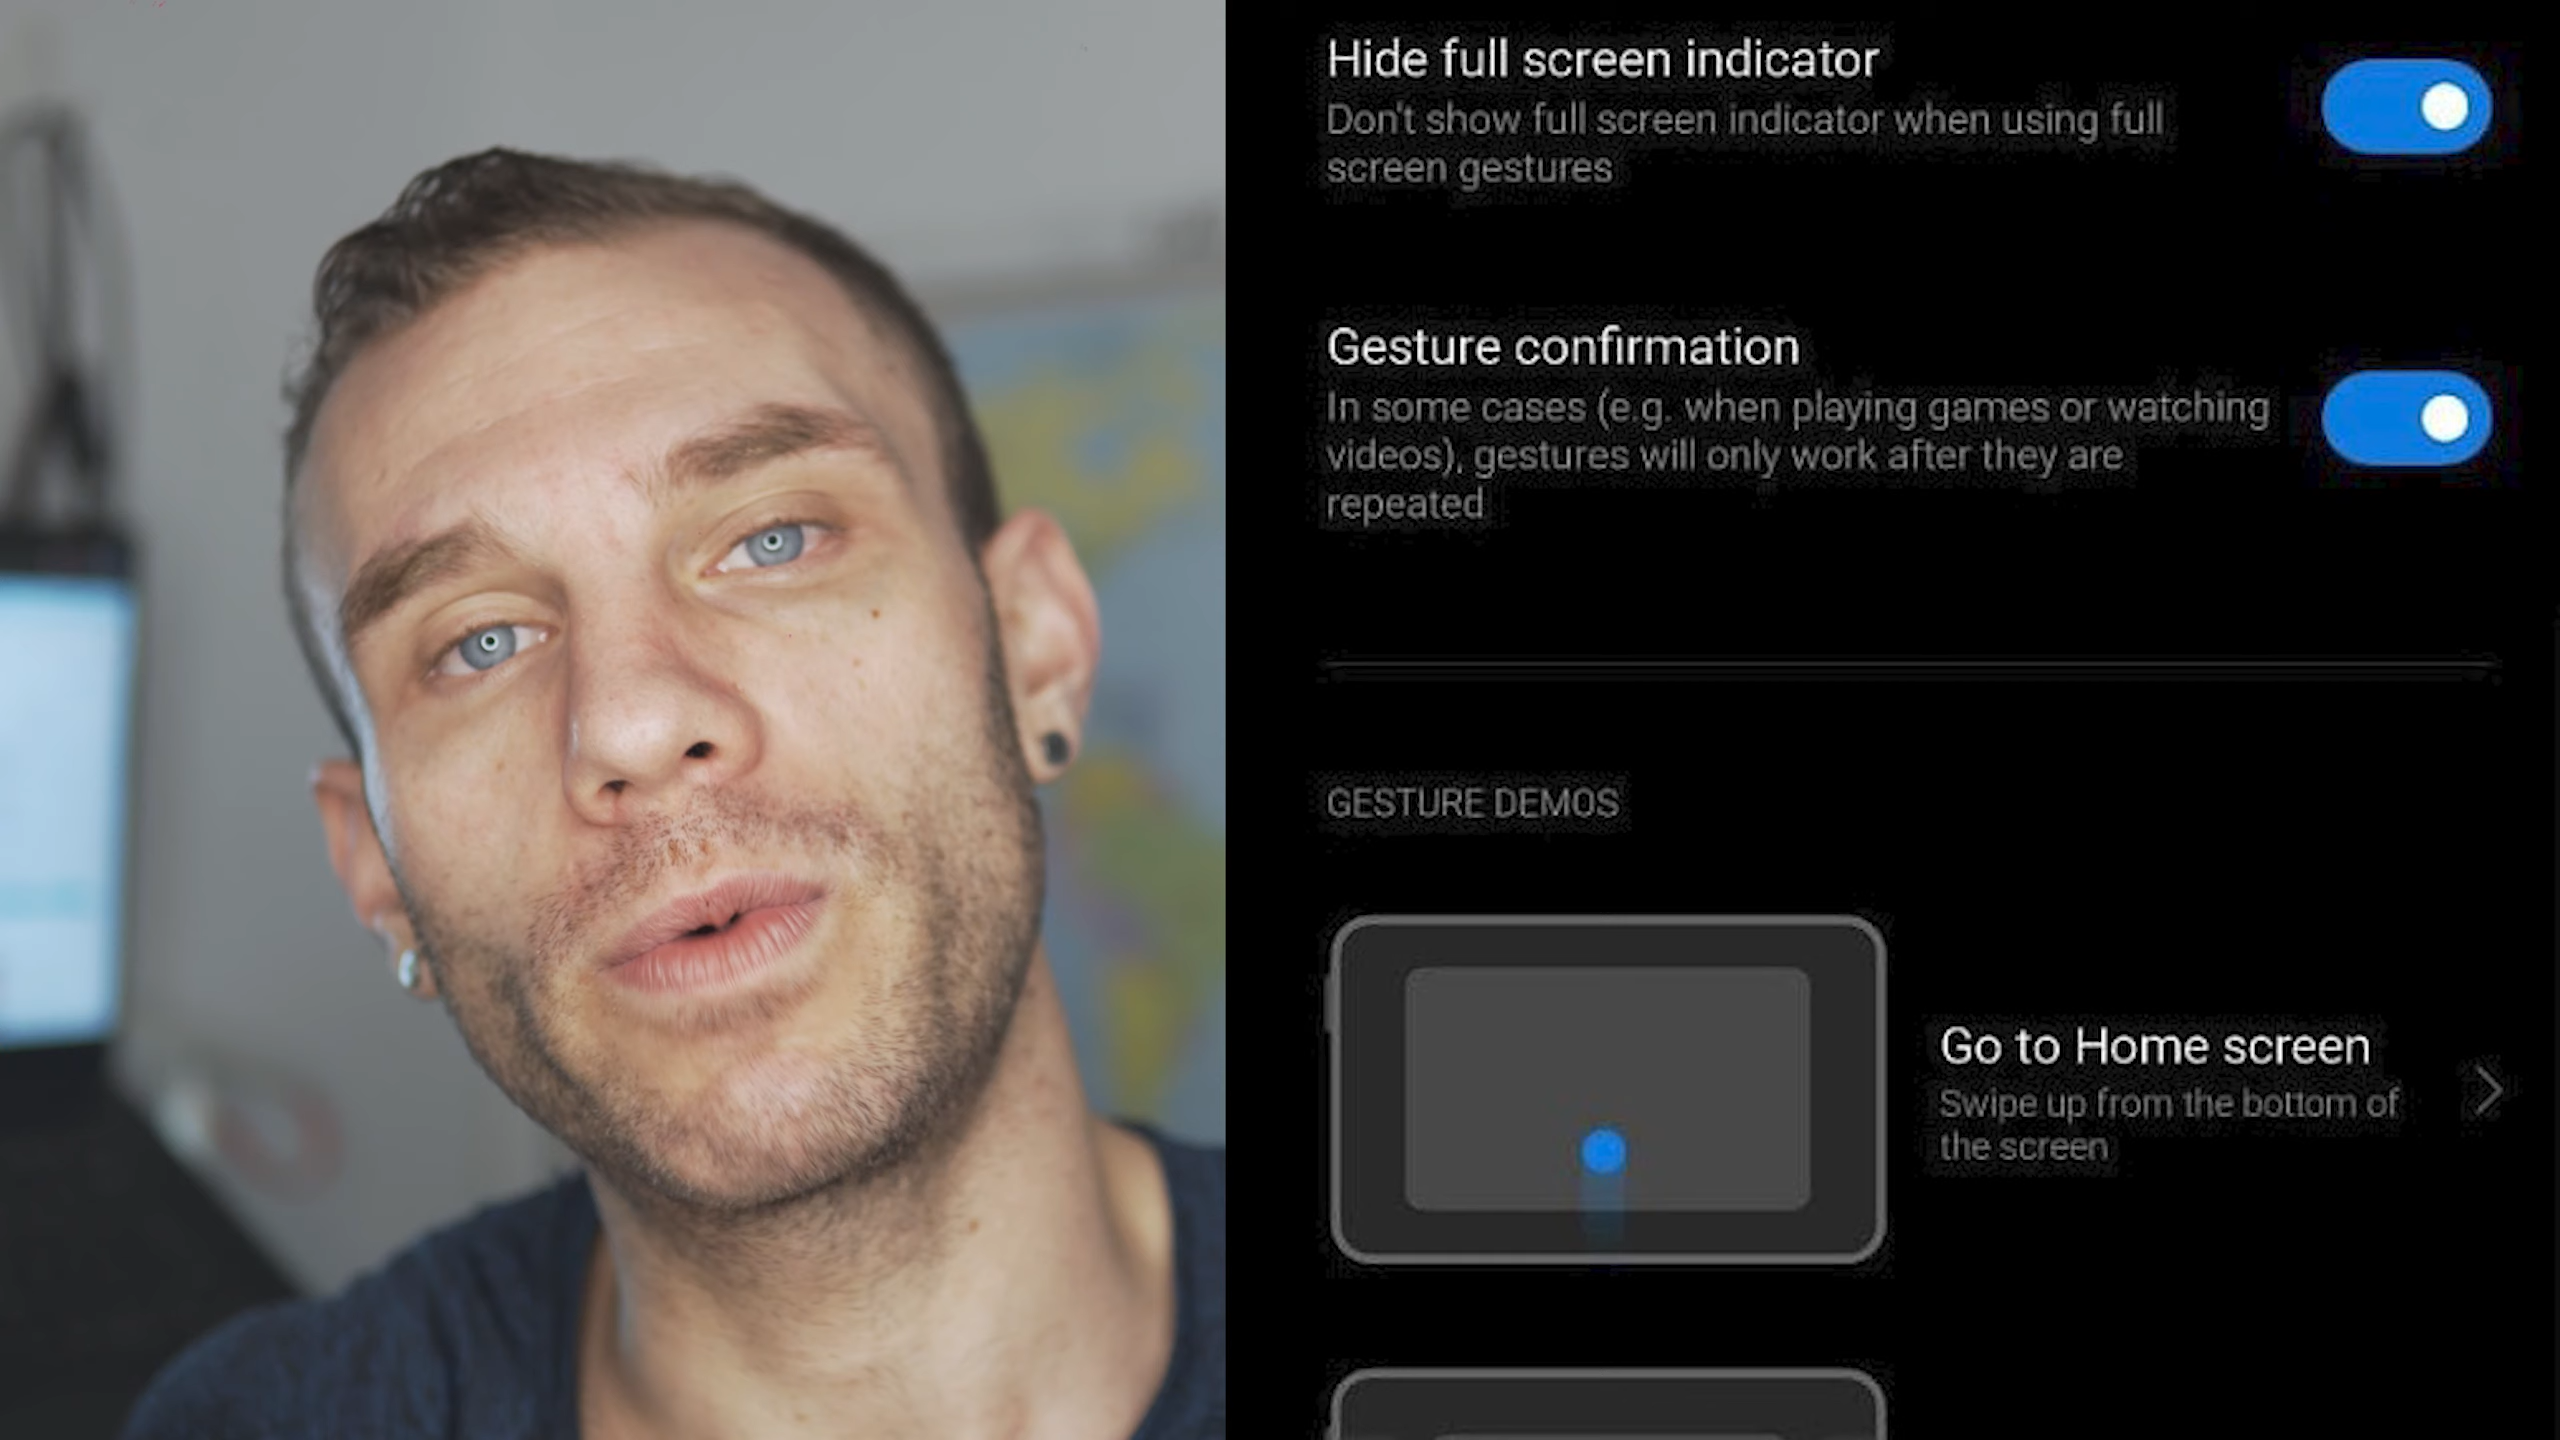 Hide full screen indicator
Don't show full screen indicator when using full
screen gestures
Gesture confirmation
In some cases (e.g. when playing games or watching
videos), gestures will only work after they are
repeated
GESTURE DEMOS
Go to Home screen
Swipe up from the bottom of
the screen